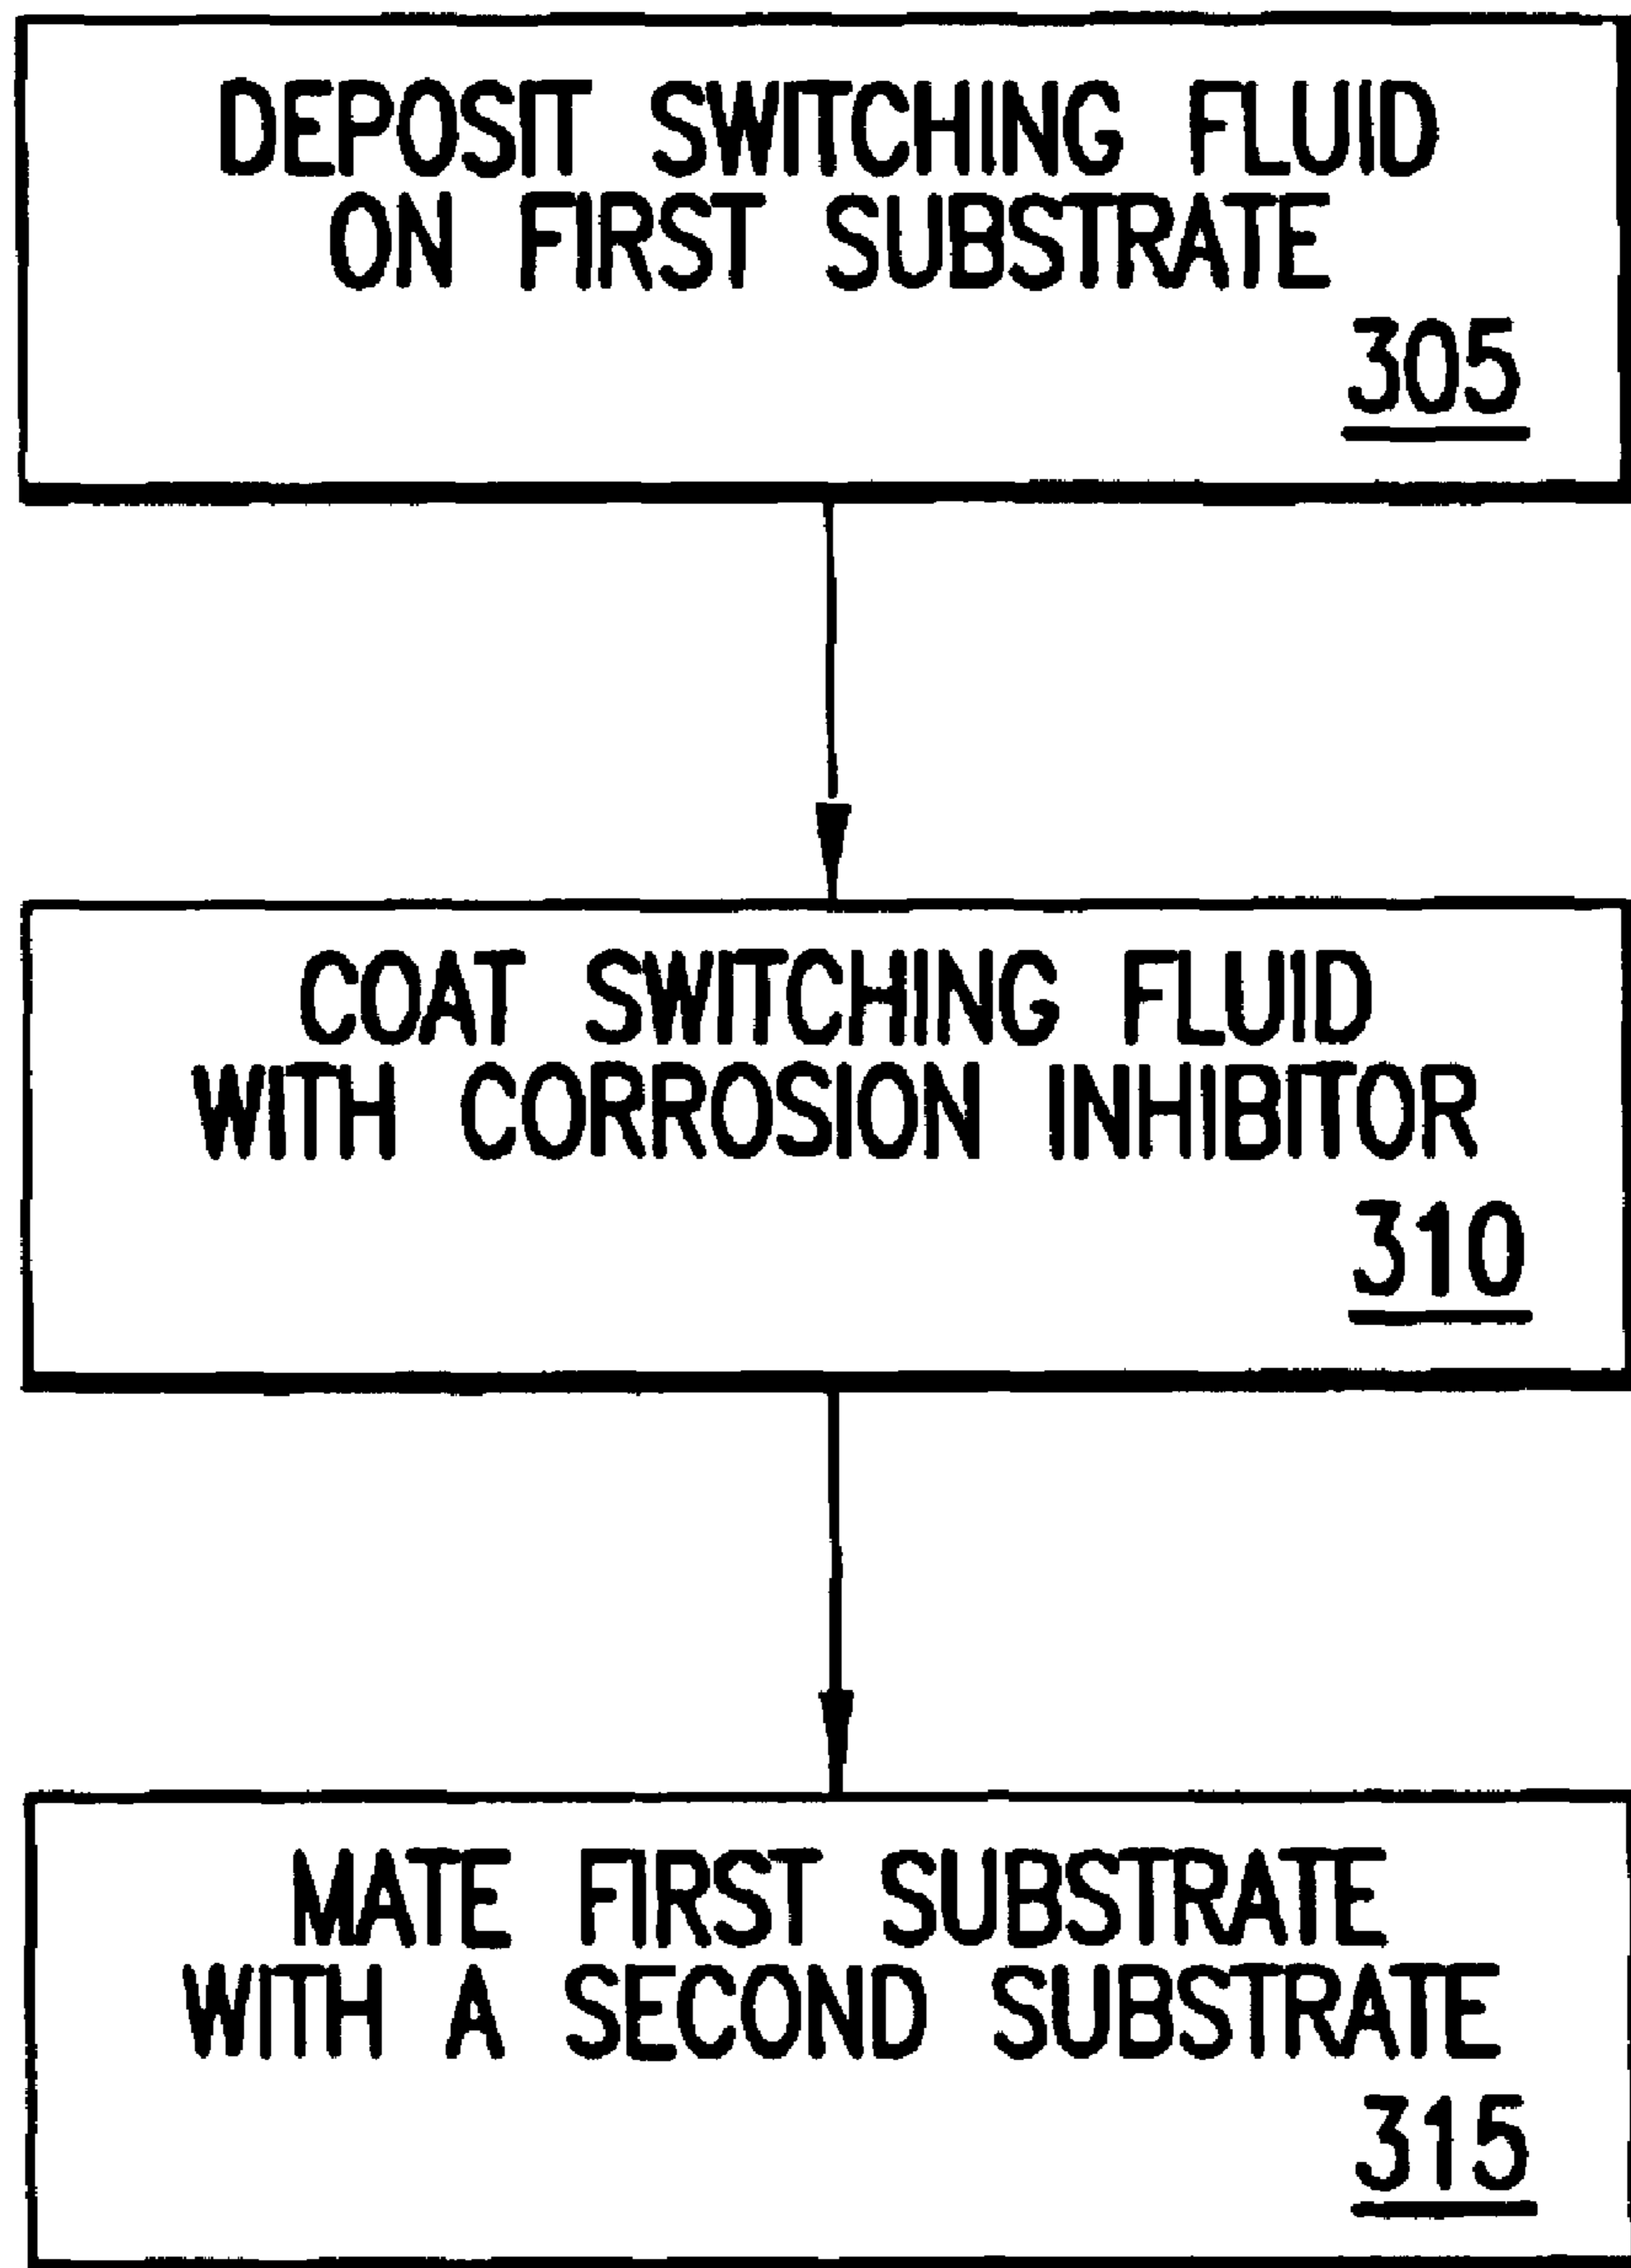 DEPOSIT SWITCHING FLUID
ON FIRST SUBSTRATE
305
COAT SWITCHING FLUID
WITH CORROSION INHIBITOR
310
MATE FIRST SUBSTRATE
WITH A SECOND SUBSTRATE
315